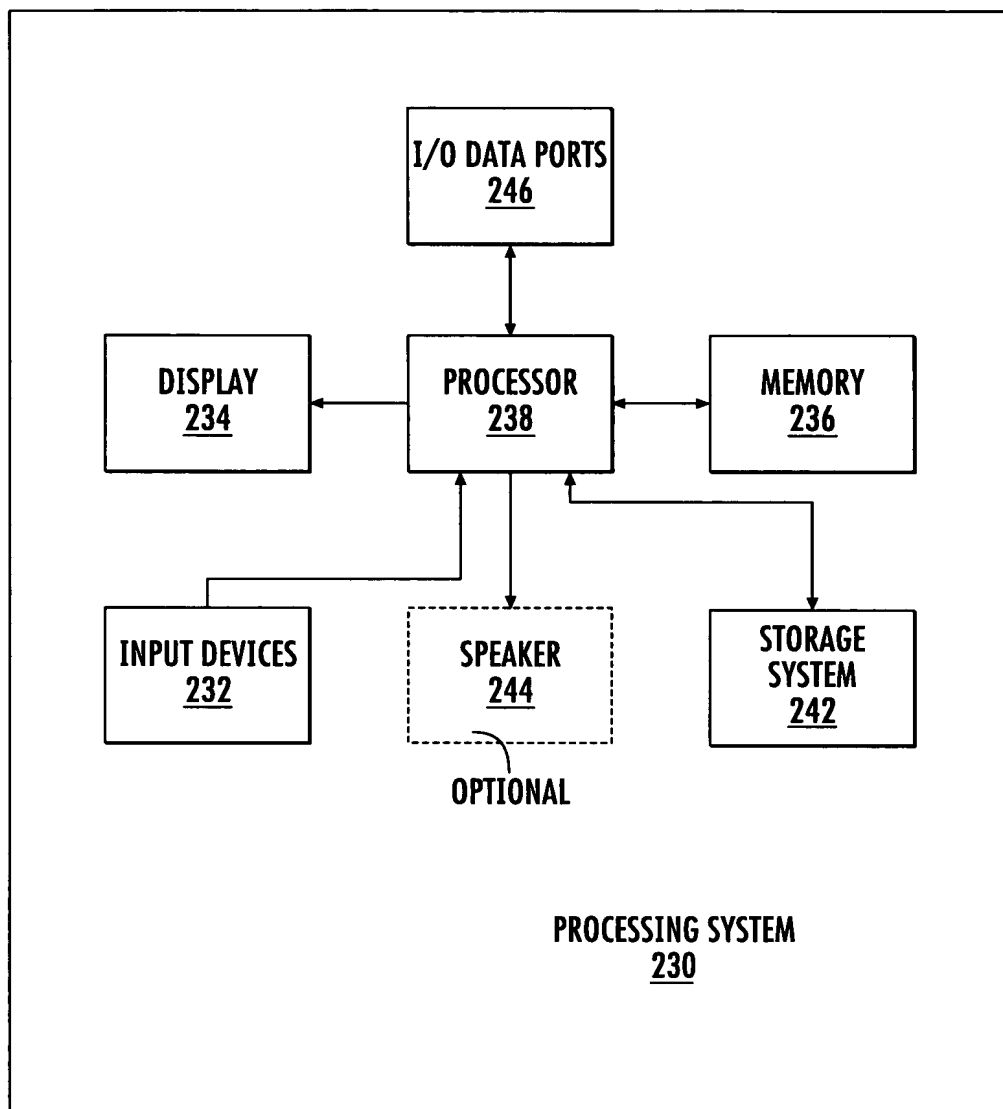 I/O DATA PORTS
246
DISPLAY
234
PROCESSOR
238
MEMORY
236
INPUT DEVICES
232
SPEAKER
244
STORAGE
SYSTEM
242
OPTIONAL
PROCESSING SYSTEM
230